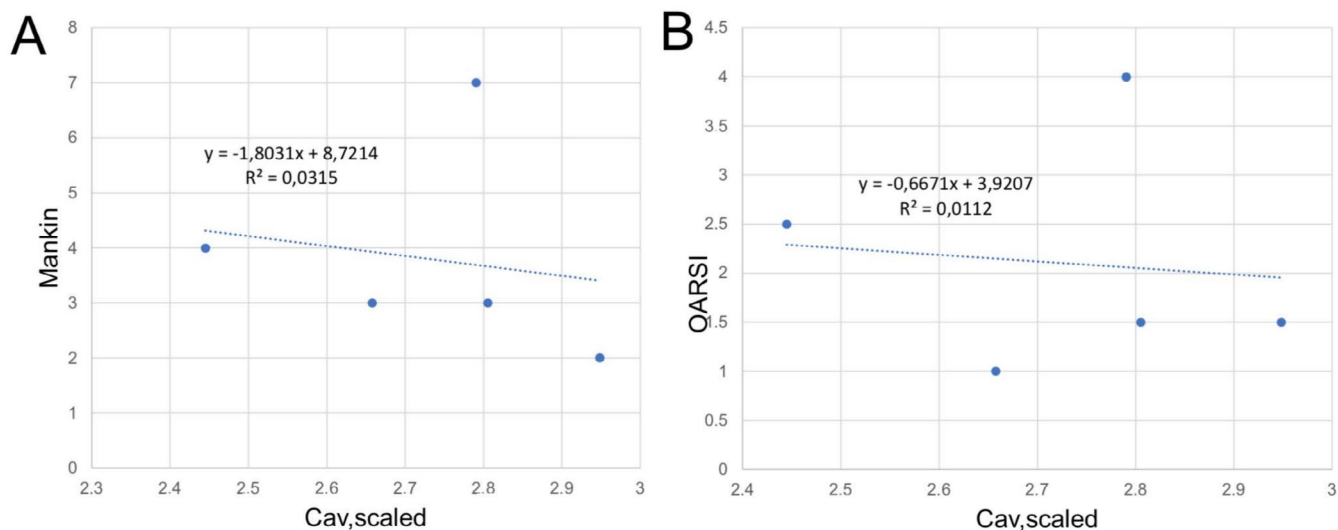 A
8
7
6
5
4
3
2
1
0
Mankin
y = -1,8031x + 8,7214
R² = 0,0315
2.3 2.4 2.5 2.6 2.7 2.8 2.9 3
Cav,scaled
B
4.5
4
3.5
3
2.5
2
1.5
1
0.5
0
OARSI
y = -0,6671x + 3,9207
R² = 0,0112
2.4 2.5 2.6 2.7 2.8 2.9 3
Cav,scaled